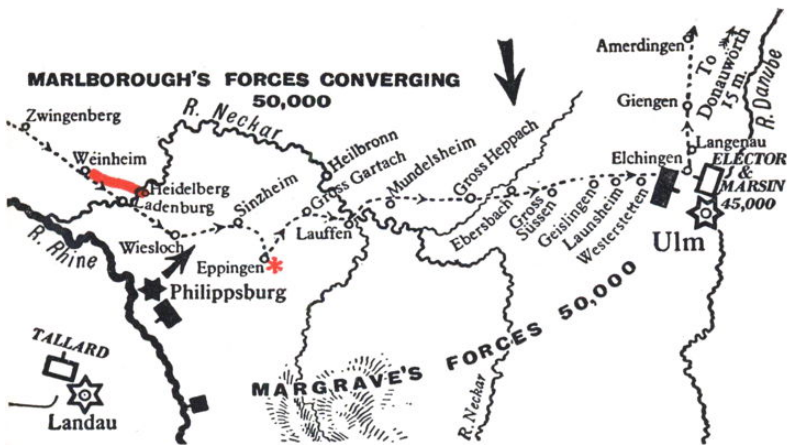 MARLBOROUGH'S FORCES CONVERGING
50,000
Zwingenberg
Weinheim
R. Neckar
Heidelberg
Ladenburg
R. Rhine
Wiesloch
Sinzheim
Eppingen
*
Philippsburg
TALLARD
Landau
Heilbronn
Gross Gartach
Lauffen
Mundelsheim
Gross Heppach
Ebersbach
Gross
Süssen
Geislingen
Launsheim
Westerstetten
Elchingen
Langenau
Giengen
Amerdingen
To
Donauwörth
15 m.
R. Danube
ELECTOR
&
MARSIN
45,000
Ulm
MARGRAVE'S FORCES 50,000
R. Neckar